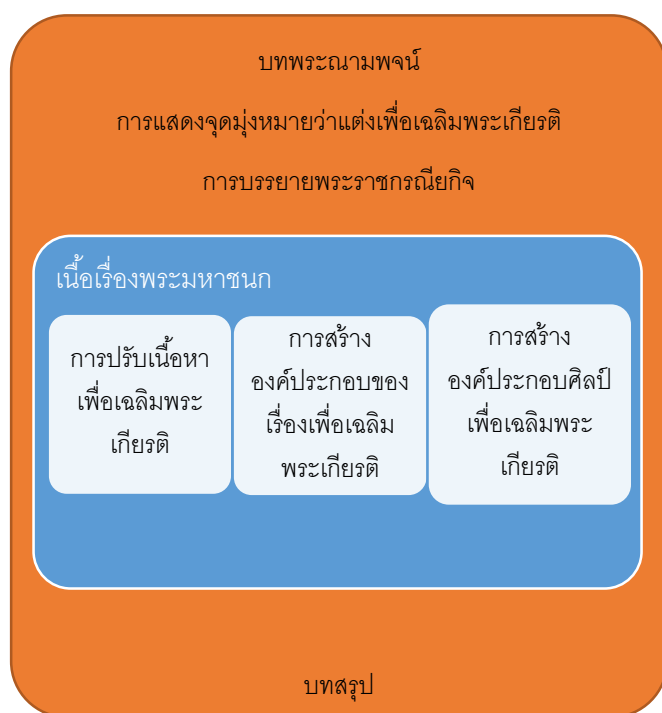 บทพระณามพจน์
การแสดงจุดมุ่งหมายว่าแต่งเพื่อเฉลิมพระเกียรติ
การบรรยายพระราชกรณียกิจ
เนื้อเรื่องพระมหาชนก
การปรับเนื้อหา
เพื่อเฉลิมพระ
เกียรติ
การสร้าง
องค์ประกอบของ
เรื่องเพื่อเฉลิม
พระเกียรติ
การสร้าง
องค์ประกอบศิลป์
เพื่อเฉลิมพระ
เกียรติ
บทสรุป